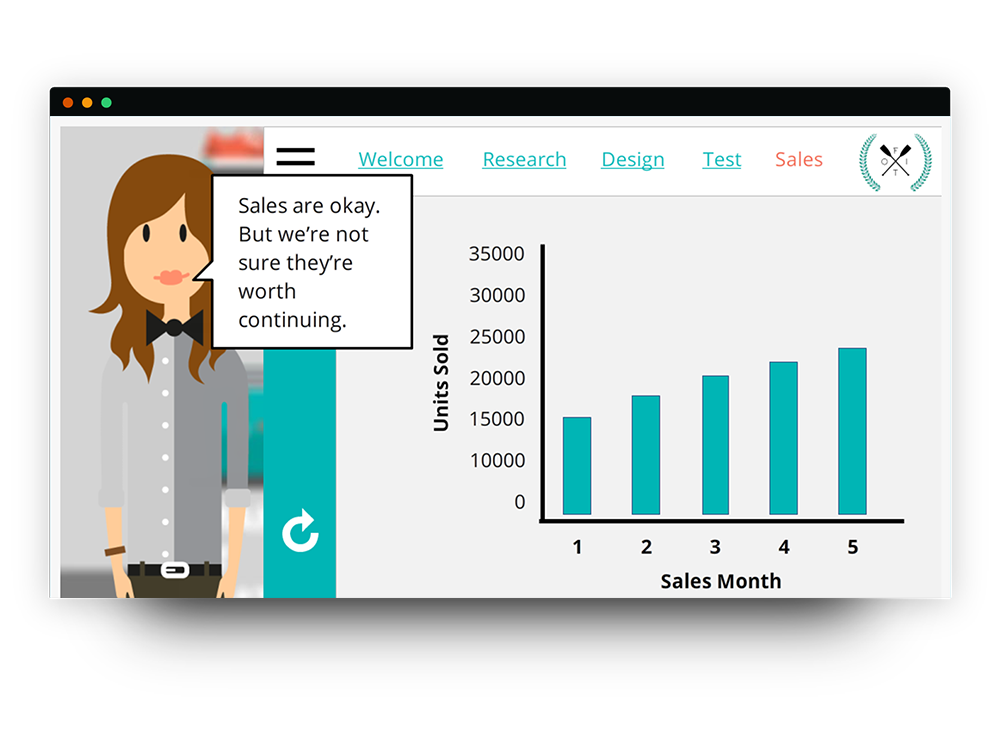 Welcome Research Design Test Sales
F
O I
T
Sales are okay.
But we’re not
sure they’re
worth
continuing.
35000
30000
25000
20000
15000
10000
0
Units Sold
1 2 3 4 5
Sales Month